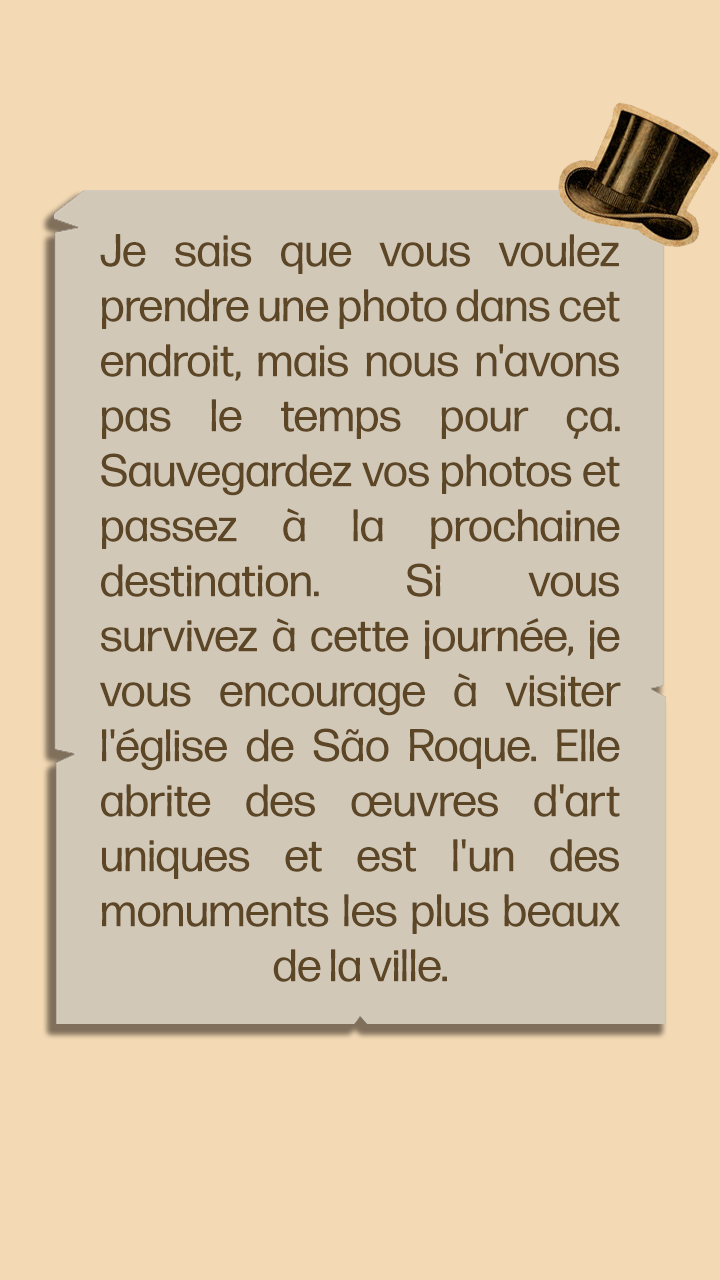 Je sais que vous voulez
prendre une photo dans cet
endroit, mais nous n'avons
pas le temps pour ça.
Sauvegardez vos photos et
passez à la prochaine
destination. Si vous
survivez à cette journée, je
vous encourage à visiter
l'église de São Roque. Elle
abrite des œuvres d'art
uniques et est l'un des
monuments les plus beaux
de la ville.